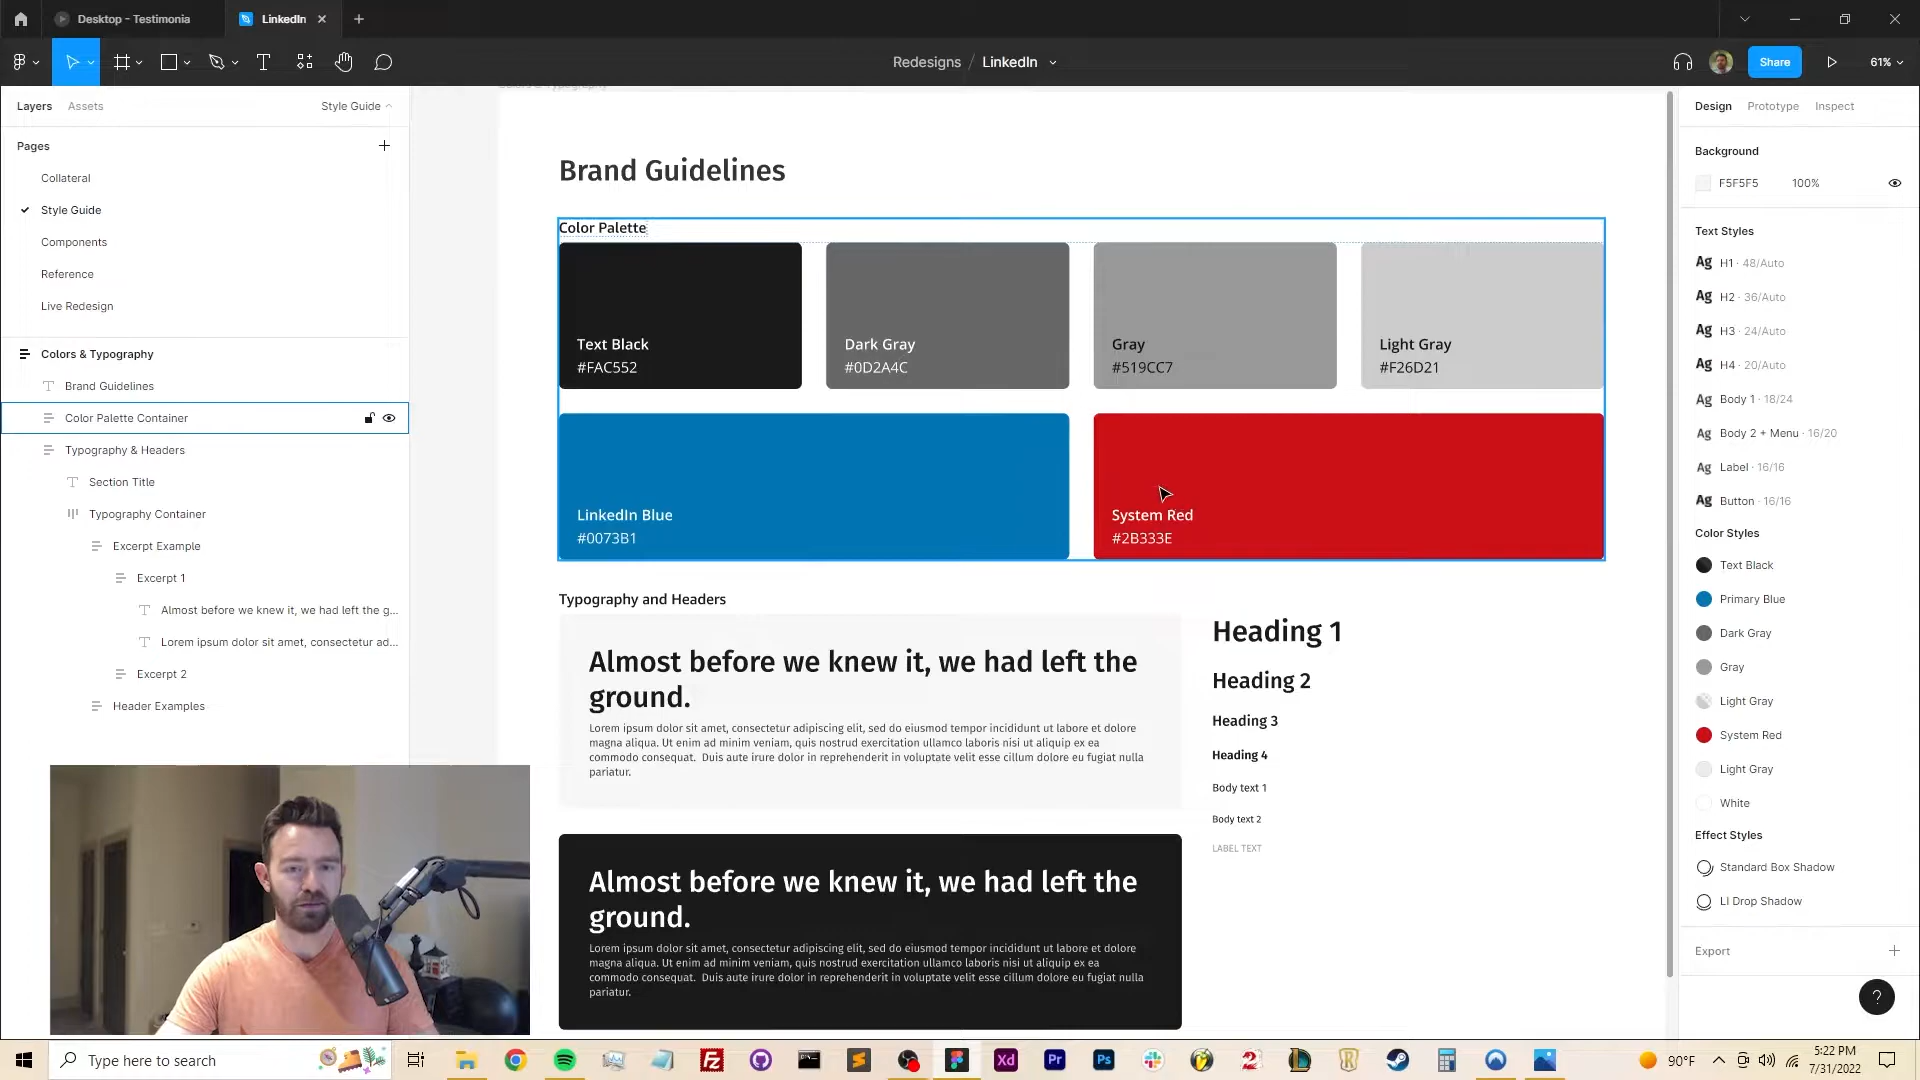 Desktop - Testimonia
LinkedIn
Redesigns / LinkedIn
Share
61%
Layers
Assets
Style Guide
Pages
Collateral
Style Guide
Components
Reference
Live Redesign
Colors & Typography
Brand Guidelines
Color Palette Container
Typography & Headers
Section Title
Typography Container
Excerpt Example
Excerpt 1
Almost before we knew it, we had left the g...
Lorem ipsum dolor sit amet, consectetur ad...
Excerpt 2
Header Examples
Brand Guidelines
Color Palette
Text Black
#FAC552
Dark Gray
#0D2A4C
Gray
#519CC7
Light Gray
#F26D21
LinkedIn Blue
#0073B1
System Red
#2B333E
Typography and Headers
Almost before we knew it, we had left the
ground.
Lorem ipsum dolor sit amet, consectetur adipiscing elit, sed do eiusmod tempor incididunt ut labore et dolore
magna aliqua. Ut enim ad minim veniam, quis nostrud exercitation ullamco laboris nisi ut aliquip ex ea
commodo consequat.  Duis aute irure dolor in reprehenderit in voluptate velit esse cillum dolore eu fugiat nulla
pariatur.
Almost before we knew it, we had left the
ground.
Lorem ipsum dolor sit amet, consectetur adipiscing elit, sed do eiusmod tempor incididunt ut labore et dolore
magna aliqua. Ut enim ad minim veniam, quis nostrud exercitation ullamco laboris nisi ut aliquip ex ea
commodo consequat.  Duis aute irure dolor in reprehenderit in voluptate velit esse cillum dolore eu fugiat nulla
pariatur.
Heading 1
Heading 2
Heading 3
Heading 4
Body text 1
Body text 2
LABEL TEXT
Design
Prototype
Inspect
Background
F5F5F5
100%
Text Styles
Ag H1 · 48/Auto
Ag H2 · 36/Auto
Ag H3 · 24/Auto
Ag H4 · 20/Auto
Ag Body 1 · 18/24
Ag Body 2 + Menu · 16/20
Ag Label · 16/16
Ag Button · 16/16
Color Styles
Text Black
Primary Blue
Dark Gray
Gray
Light Gray
System Red
Light Gray
White
Effect Styles
Standard Box Shadow
LI Drop Shadow
Export
?
Type here to search
Xd
Pr
Ps
90°F
5:22 PM
7/31/2022